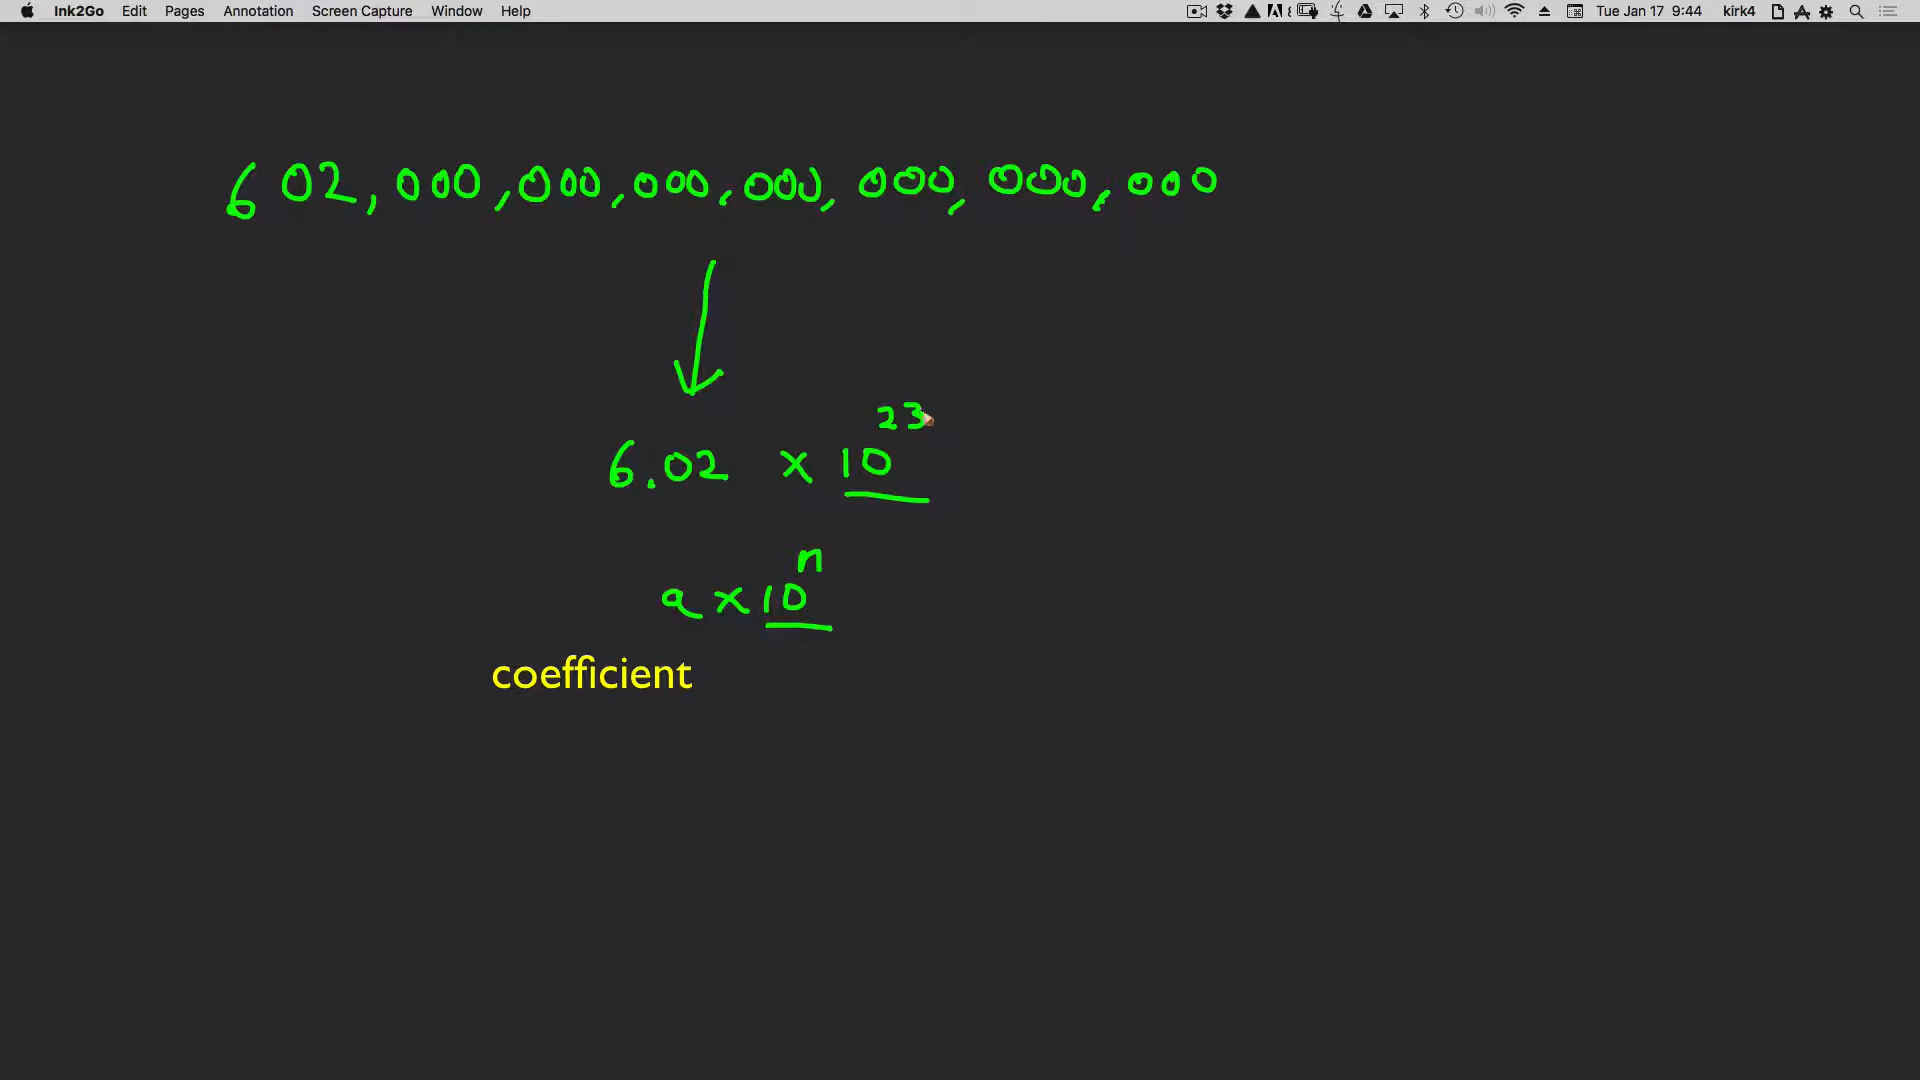 Ink2Go Edit Pages Annotation Screen Capture Window Help Tue Jan 17 9:44 kirk4
602,000,000,000,000,000,000,000
6.02 x 10²³
a x 10ⁿ
coefficient